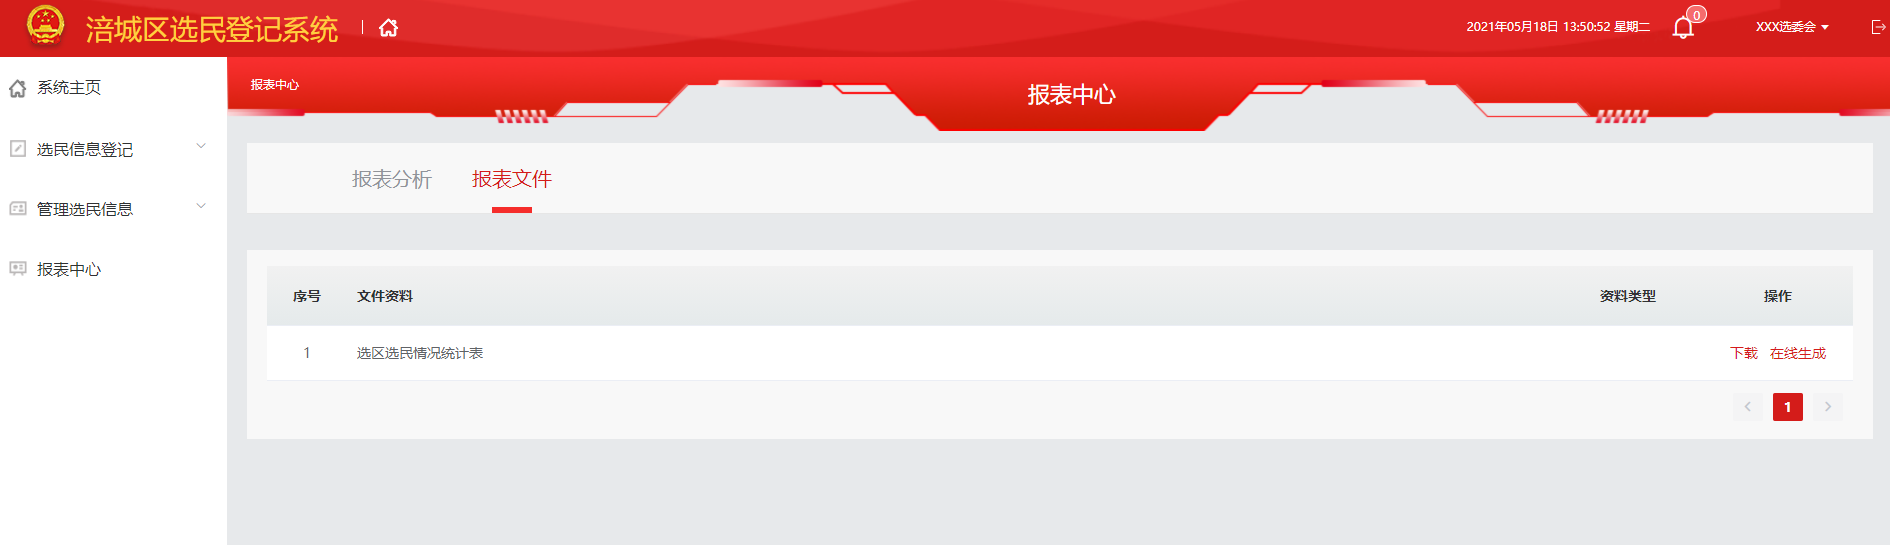 涪城区选民登记系统
2021年05月18日 13:50:52 星期二
0
XXX选委会
系统主页
选民信息登记
管理选民信息
报表中心
报表中心
报表中心
报表分析 报表文件
序号 文件资料 资料类型 操作
1 选区选民情况统计表 下载 在线生成
1